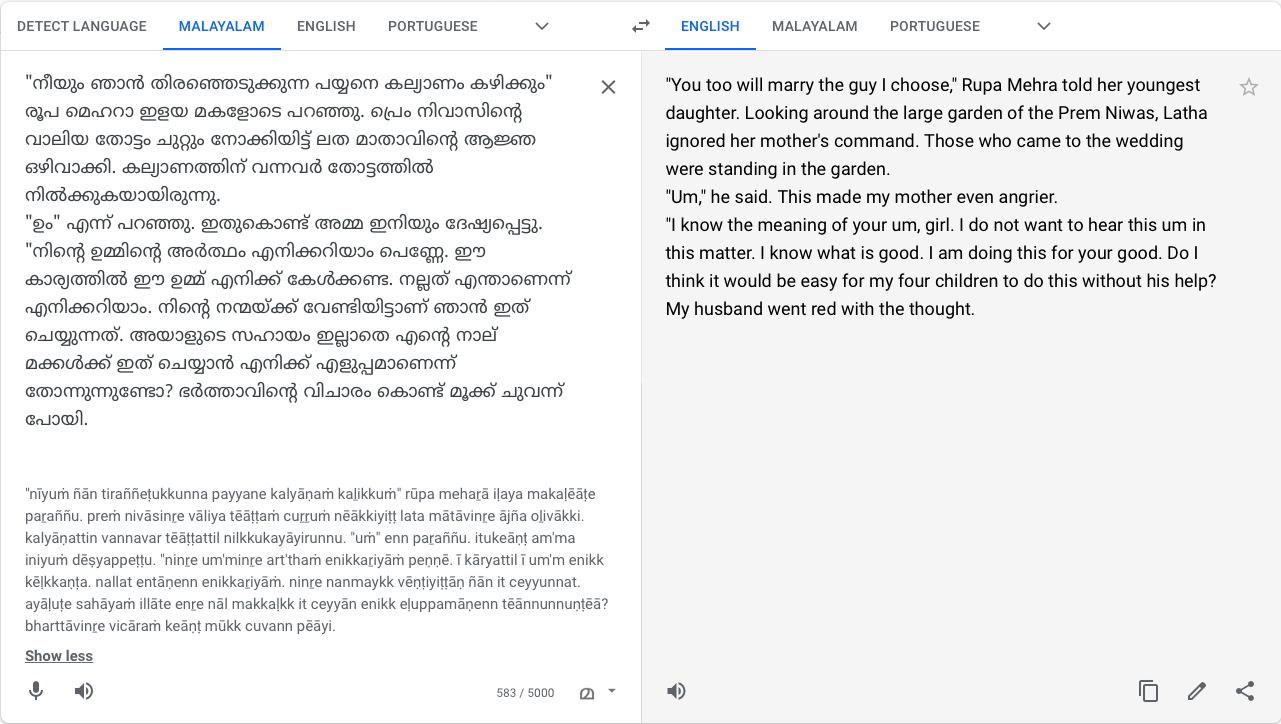 DETECT LANGUAGE MALAYALAM ENGLISH PORTUGUESE
ENGLISH MALAYALAM PORTUGUESE
"നീയും ഞാൻ തിരഞ്ഞെടുക്കുന്ന പയ്യനെ കല്യാണം കഴിക്കും"
രൂപ മെഹറാ ഇളയ മകളോടെ പറഞ്ഞു. പ്രെം നിവാസിൻ്റെ
വാലിയ തോട്ടം ചുറ്റും നോക്കിയിട്ട് ലത മാതാവിൻ്റെ ആജ്ഞ
ഒഴിവാക്കി. കല്യാണത്തിന് വന്നവർ തോട്ടത്തിൽ
നിൽക്കുകയായിരുന്നു.
"ഉം" എന്ന് പറഞ്ഞു. ഇതുകൊണ്ട് അമ്മ ഇനിയും ദേഷ്യപ്പെട്ടു.
"നിൻ്റെ ഉമ്മിൻ്റെ അർത്ഥം എനിക്കറിയാം പെണ്ണേ. ഈ
കാര്യത്തിൽ ഈ ഉമ്മ് എനിക്ക് കേൾക്കണ്ട. നല്ലത് എന്താണെന്ന്
എനിക്കറിയാം. നിൻ്റെ നന്മയ്ക്ക് വേണ്ടിയിട്ടാണ് ഞാൻ ഇത്
ചെയ്യുന്നത്. അയാളുടെ സഹായം ഇല്ലാതെ എൻ്റെ നാല്
മക്കൾക്ക് ഇത് ചെയ്യാൻ എനിക്ക് എളുപ്പമാണെന്ന്
തോന്നുന്നുണ്ടോ? ഭർത്താവിൻ്റെ വിചാരം കൊണ്ട് മൂക്ക് ചുവന്ന്
പോയി.
"nīyuṁ ñān tiraññeṭukkunna payyane kalyāṇaṁ kaḻikkuṁ" rūpa meharā iḷaya makaḷēāṭe
paṟaññu. preṁ nivāsinṟe vāliya tēāṭṭaṁ cuṟṟuṁ nēākkiyiṭṭ lata mātāvinṟe ājña oḻivākki.
kalyāṇattin vannavar tēāṭṭattil nilkkukayāyirunnu. "uṁ" enn paṟaññu. itukeāṇṭ am'ma
iniyuṁ dēṣyappeṭṭu. "ninṟe um'minṟe art'thaṁ enikkaṟiyāṁ peṇṇē. ī kāryattil ī um'm enikk
kēḷkkaṇṭa. nallat entāṇenn enikkaṟiyāṁ. ninṟe nanmaykk vēṇṭiyiṭṭāṇ ñān it ceyyunnat.
ayāḷuṭe sahāyaṁ illāte enṟe nāl makkaḷkk it ceyyān enikk eḷuppamāṇenn tēānnunnuṇṭēā?
bharttāvinṟe vicāraṁ keāṇṭ mūkk cuvann pēāyi.
Show less
583 / 5000
മ
"You too will marry the guy I choose," Rupa Mehra told her youngest
daughter. Looking around the large garden of the Prem Niwas, Latha
ignored her mother's command. Those who came to the wedding
were standing in the garden.
"Um," he said. This made my mother even angrier.
"I know the meaning of your um, girl. I do not want to hear this um in
this matter. I know what is good. I am doing this for your good. Do I
think it would be easy for my four children to do this without his help?
My husband went red with the thought.